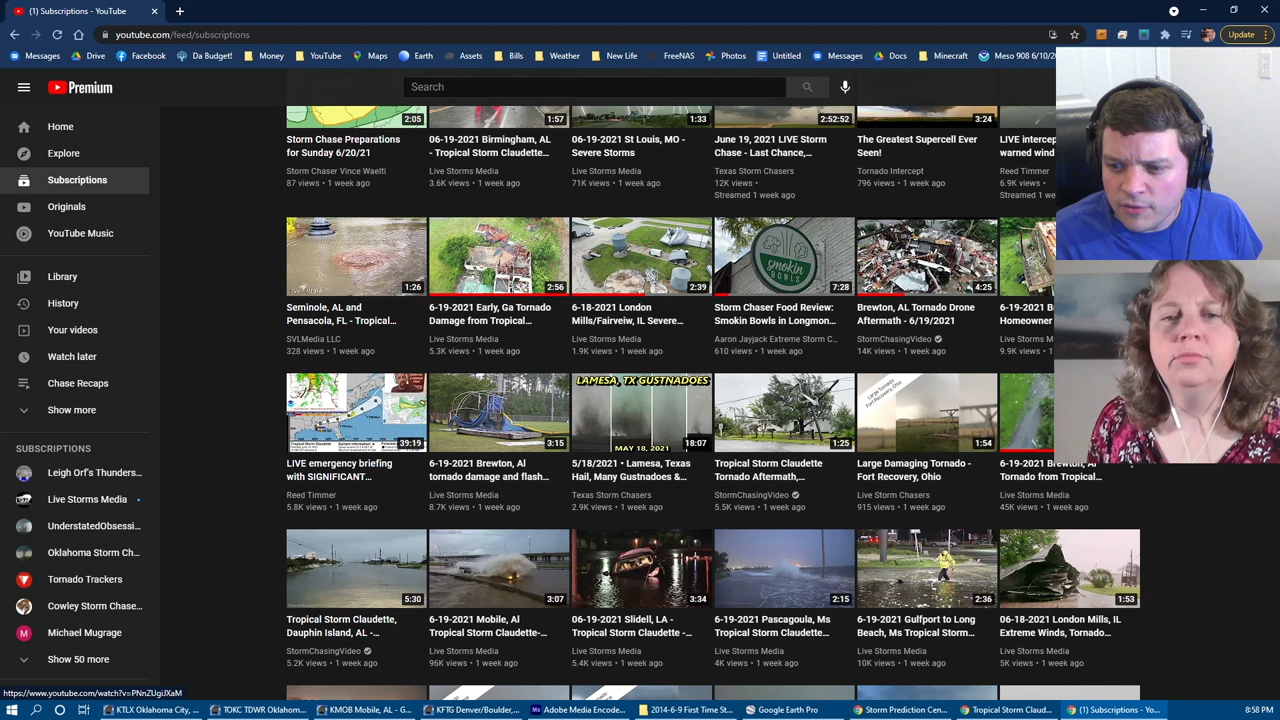 (1) Subscriptions - YouTube
youtube.com/feed/subscriptions
Update
Messages Drive Facebook Da Budget! Money YouTube Maps Earth Assets Bills Weather New Life FreeNAS Photos Untitled Messages Docs Minecraft Meso 908 6/10/2
Premium
Search
Home
Explore
Subscriptions
Originals
YouTube Music
Library
History
Your videos
Watch later
Chase Recaps
Show more
SUBSCRIPTIONS
Leigh Orf's Thunders...
Live Storms Media
UnderstatedObsessi...
Oklahoma Storm Ch...
Tornado Trackers
Cowley Storm Chase...
Michael Mugrage
Show 50 more
2:05 1:57 1:33 2:52:52 3:24
Storm Chase Preparations for Sunday 6/20/21
Storm Chaser Vince Waelti
87 views • 1 week ago
06-19-2021 Birmingham, AL - Tropical Storm Claudette...
Live Storms Media
3.6K views • 1 week ago
06-19-2021 St Louis, MO - Severe Storms
Live Storms Media
71K views • 1 week ago
June 19, 2021 LIVE Storm Chase - Last Chance,...
Texas Storm Chasers
12K views •
Streamed 1 week ago
The Greatest Supercell Ever Seen!
Tornado Intercept
796 views • 1 week ago
LIVE intercep
warned wind
Reed Timmer
6.9K views •
Streamed 1 we
1:26 2:56 2:39 7:28 4:25
smokin BOWLS
Seminole, AL and Pensacola, FL - Tropical...
SVLMedia LLC
328 views • 1 week ago
6-19-2021 Early, Ga Tornado Damage from Tropical...
Live Storms Media
5.3K views • 1 week ago
6-18-2021 London Mills/Fairveiw, IL Severe...
Live Storms Media
1.9K views • 1 week ago
Storm Chaser Food Review: Smokin Bowls in Longmon...
Aaron Jayjack Extreme Storm C...
610 views • 1 week ago
Brewton, AL Tornado Drone Aftermath - 6/19/2021
StormChasingVideo
14K views • 1 week ago
6-19-2021 B
Homeowner
Live Storms M
9.9K views • 1
LAMESA, TX GUSTNADOES
MAY 18, 2021
Large Tornado
Fort Recovery, Ohio
39:19 3:15 18:07 1:25 1:54
LIVE emergency briefing with SIGNIFICANT...
Reed Timmer
5.8K views • 1 week ago
6-19-2021 Brewton, Al tornado damage and flash...
Live Storms Media
8.7K views • 1 week ago
5/18/2021 • Lamesa, Texas Hail, Many Gustnadoes &...
Texas Storm Chasers
2.9K views • 1 week ago
Tropical Storm Claudette Tornado Aftermath,...
StormChasingVideo
5.5K views • 1 week ago
Large Damaging Tornado - Fort Recovery, Ohio
Live Storm Chasers
915 views • 1 week ago
6-19-2021 Brewton, Al Tornado from Tropical...
Live Storms Media
45K views • 1 week ago
5:30 3:07 3:34 2:15 2:36 1:53
Tropical Storm Claudette, Dauphin Island, AL -...
StormChasingVideo
5.2K views • 1 week ago
6-19-2021 Mobile, Al Tropical Storm Claudette-...
Live Storms Media
96K views • 1 week ago
06-19-2021 Slidell, LA - Tropical Storm Claudette -...
Live Storms Media
5.4K views • 1 week ago
6-19-2021 Pascagoula, Ms Tropical Storm Claudette...
Live Storms Media
4K views • 1 week ago
6-19-2021 Gulfport to Long Beach, Ms Tropical Storm...
Live Storms Media
10K views • 1 week ago
06-18-2021 London Mills, IL Extreme Winds, Tornado...
Live Storms Media
5K views • 1 week ago
https://www.youtube.com/watch?v=PNnZUgiJXaM
KTLX Oklahoma City, ... TOKC TDWR Oklahom... KMOB Mobile, AL - G... KFTG Denver/Boulder,... Adobe Media Encode... 2014-6-9 First Time St... Google Earth Pro Storm Prediction Cen... Tropical Storm Claud... (1) Subscriptions - Yo... 8:58 PM